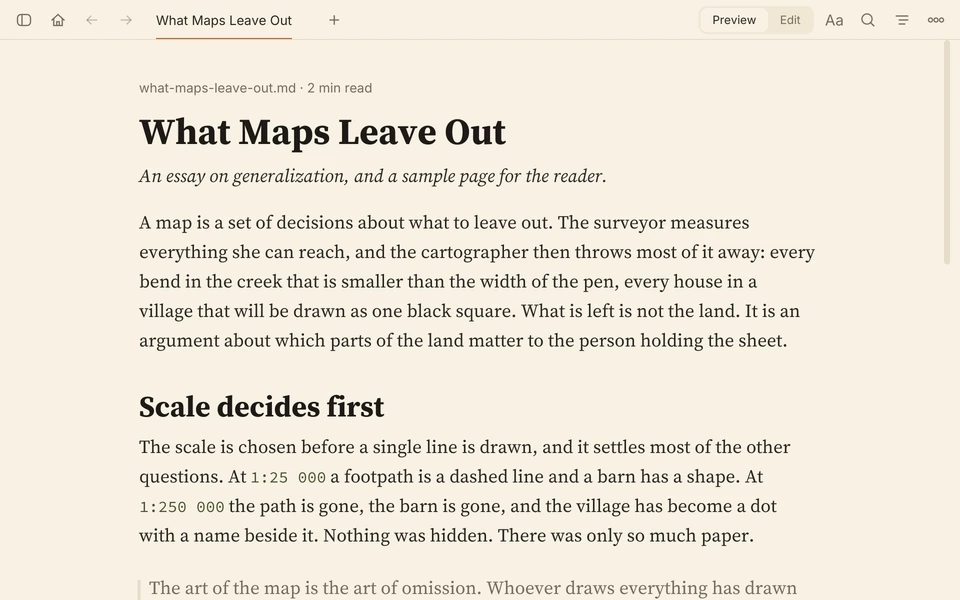 What Maps Leave Out
Preview
Edit
Aa
what-maps-leave-out.md · 2 min read
What Maps Leave Out
An essay on generalization, and a sample page for the reader.
A map is a set of decisions about what to leave out. The surveyor measures
everything she can reach, and the cartographer then throws most of it away: every
bend in the creek that is smaller than the width of the pen, every house in a
village that will be drawn as one black square. What is left is not the land. It is an
argument about which parts of the land matter to the person holding the sheet.
Scale decides first
The scale is chosen before a single line is drawn, and it settles most of the other
questions. At 1:25 000 a footpath is a dashed line and a barn has a shape. At
1:250 000 the path is gone, the barn is gone, and the village has become a dot
with a name beside it. Nothing was hidden. There was only so much paper.
The art of the map is the art of omission. Whoever draws everything has drawn